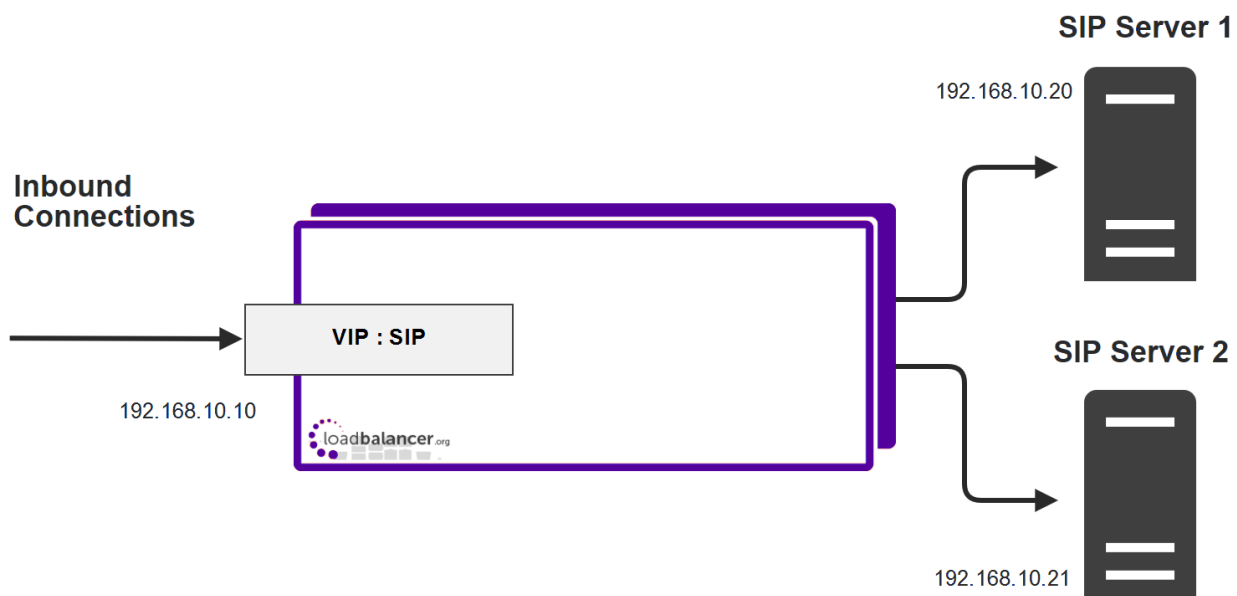 SIP Server 1
192.168.10.20
Inbound
Connections
VIP : SIP
192.168.10.10
loadbalancer.org
SIP Server 2
192.168.10.21